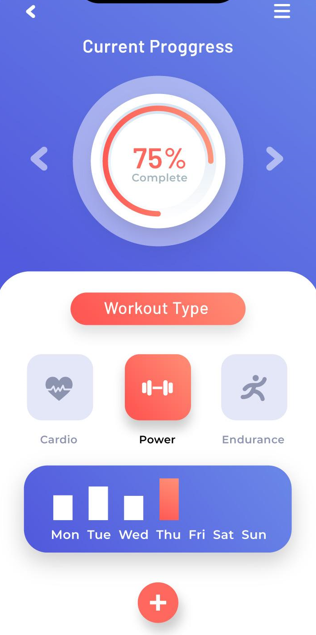 Current Proggress
75%
Complete
Workout Type
Cardio Power Endurance
Mon Tue Wed Thu Fri Sat Sun